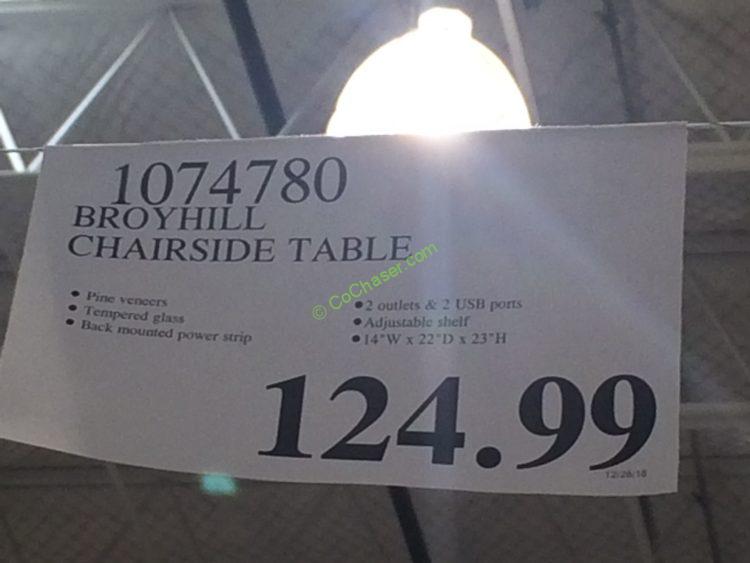 1074780
BROYHILL
CHAIRSIDE TABLE
© CoChaser.com
• Pine veneers
• Tempered glass
• Back mounted power strip
• 2 outlets & 2 USB ports
• Adjustable shelf
• 14"W x 22"D x 23"H
124.99
12/26/16